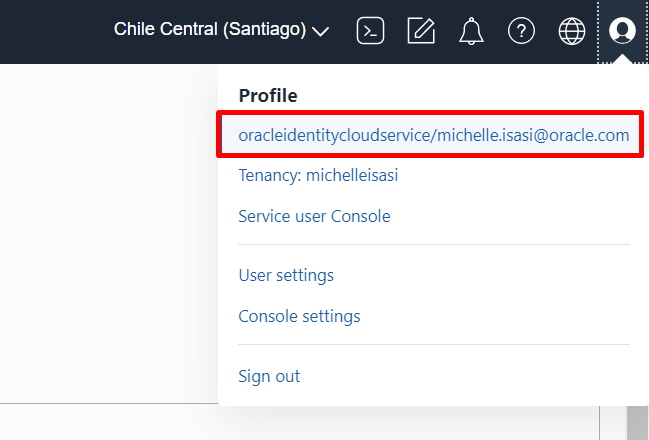 Chile Central (Santiago)
Profile
oracleidentitycloudservice/michelle.isasi@oracle.com
Tenancy: michelleisasi
Service user Console
User settings
Console settings
Sign out